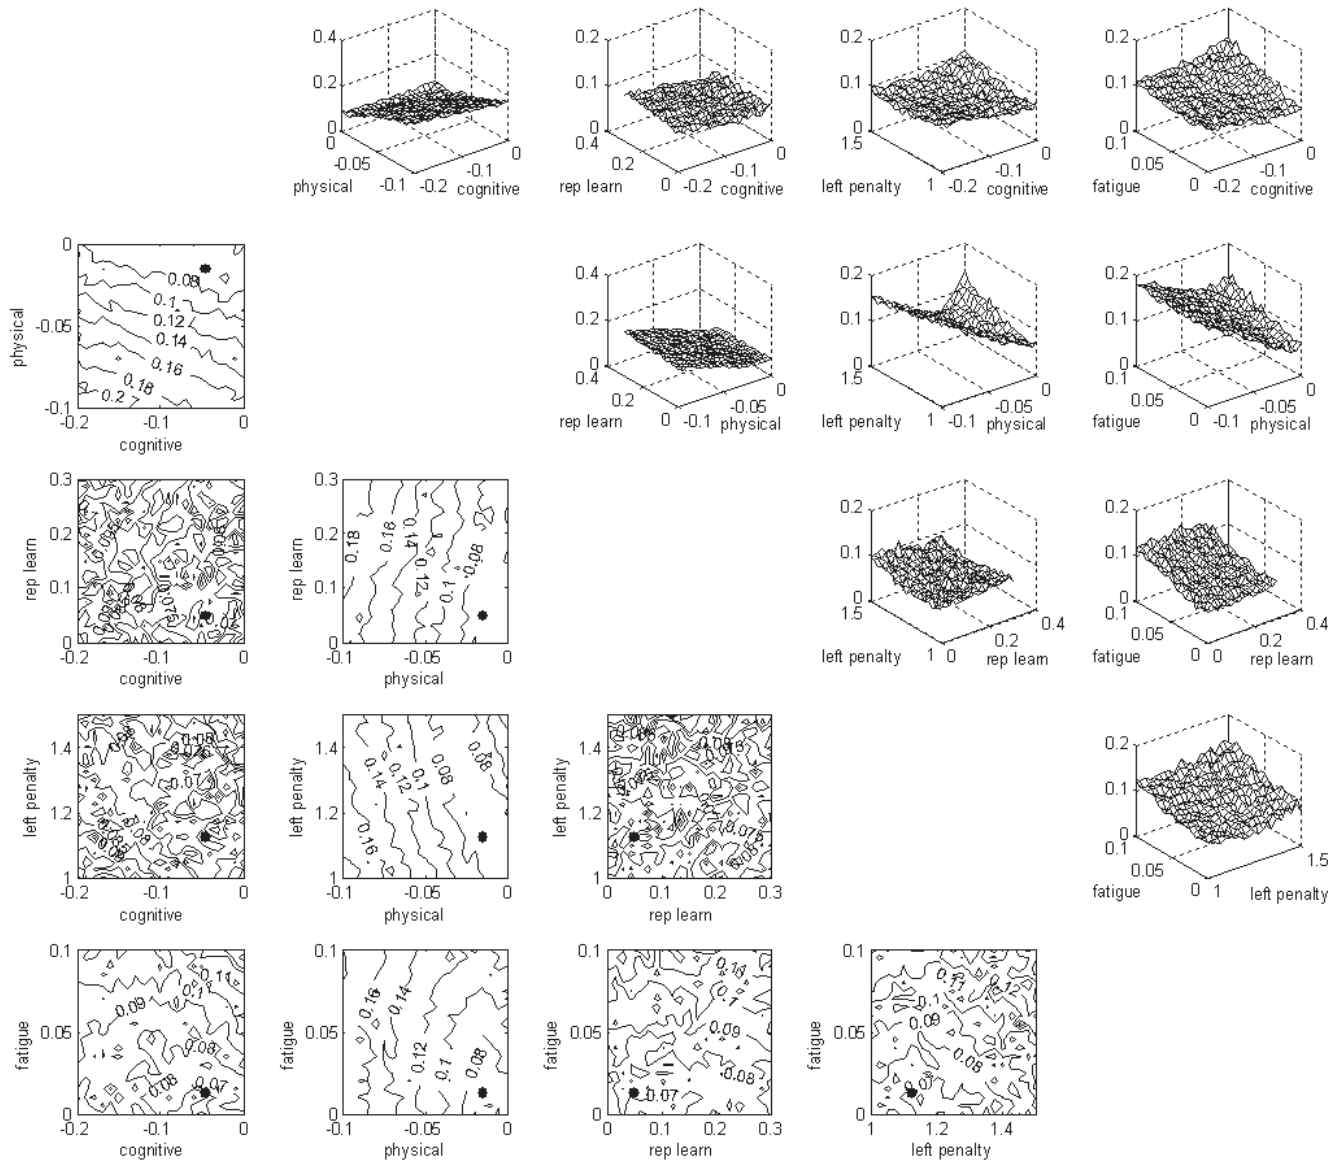 0.4 0.2 0.2 0.2
0.2 0.1 0.1 0.1
0 0 0 0
0 0 0.4 0 1.5 0 0.1 0
-0.05 -0.1 0.2 -0.1 -0.1 0.05 -0.1
physical -0.1 -0.2 cognitive rep learn 0 -0.2 cognitive left penalty 1 -0.2 cognitive fatigue 0 -0.2 cognitive
0 0.4 0.2 0.2
0.08
0.1 0.2 0.1 0.1
physical -0.05 0.12
0.14 0 0 0
0.16 0.4 0 1.5 0 0.1 0
0.18 0.2 -0.05 -0.05 0.05 -0.05
0.2 rep learn 0 -0.1 physical left penalty 1 -0.1 physical fatigue 0 -0.1 physical
-0.1
-0.2 -0.1 0
cognitive
0.3 0.3 0.2 0.2
rep learn 0.2 0.2 0.18 0.16 0.14 0.12 0.1 0.08 0.1 0.1
0.1 0.1 0 0
1.5 0.4 0.1 0.4
0 0 0.2 0.05 0.2
-0.2 -0.1 0 -0.1 -0.05 0 left penalty 1 0 rep learn fatigue 0 0 rep learn
cognitive physical
left penalty 1.4 0.08 left penalty 1.4 0.08 left penalty 1.4 0.2
0.14 0.12 0.1 0.08 0.1
1.2 0.08 1.2 1.2 0.075 0
0.16 0.08 0.1 1.5
1 1 1 0.05
-0.2 -0.1 0 -0.1 -0.05 0 0 0.1 0.2 0.3 fatigue 0 1 left penalty
cognitive physical rep learn
0.1 0.11 0.1 0.16 0.14 0.1 0.1 0.11 0.12
0.09 0.1 0.1 0.1
fatigue 0.05 fatigue 0.05 fatigue 0.05 0.09 fatigue 0.05 0.09
0.08 0.12 0.1 0.08 0.08 0.08
0.08 0.07 0.07 0.07
0 0 0 0
-0.2 -0.1 0 -0.1 -0.05 0 0 0.1 0.2 0.3 1 1.2 1.4
cognitive physical rep learn left penalty